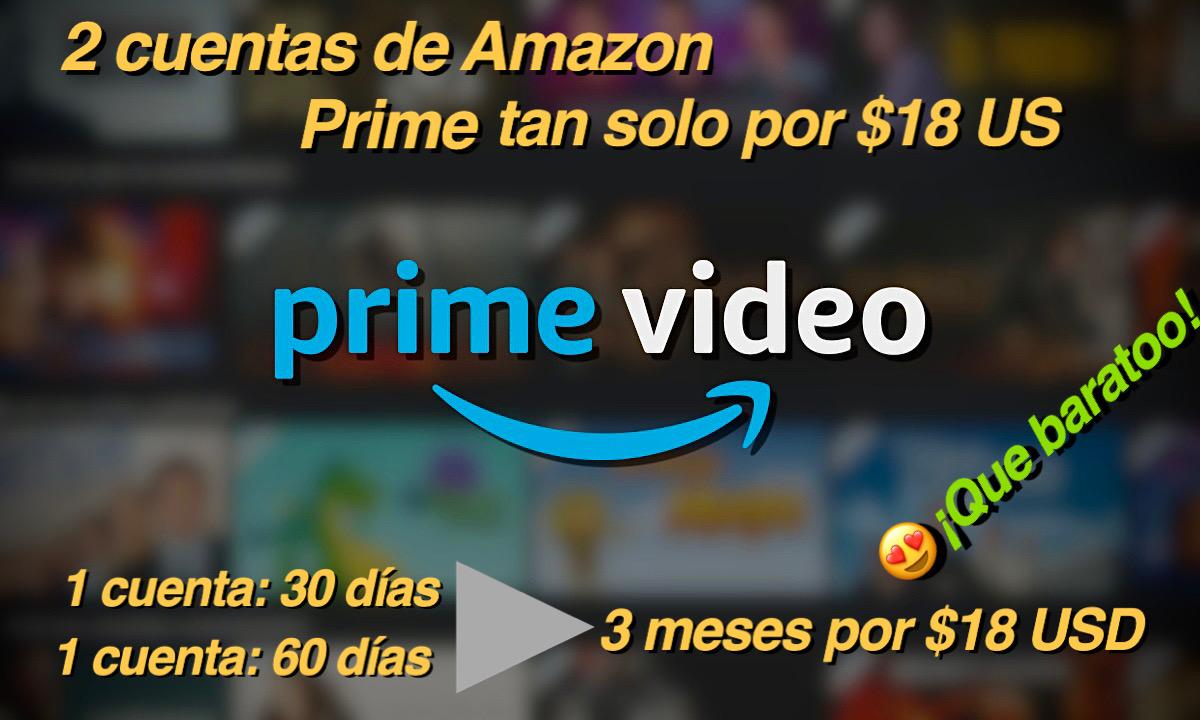 2 cuentas de Amazon
Prime tan solo por $18 US
prime video
¡Que baratoo!
1 cuenta: 30 días
1 cuenta: 60 días
3 meses por $18 USD